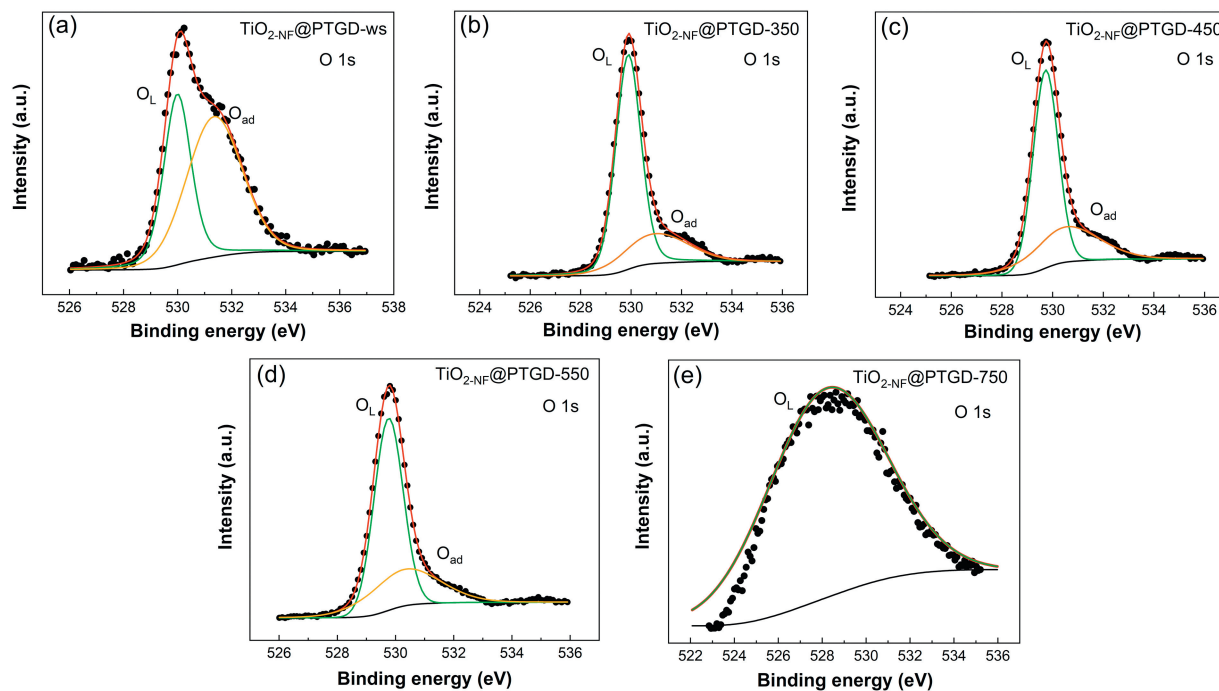 (a)
TiO2-NF@PTGD-ws
O 1s
OL
Oad
Intensity (a.u.)
526 528 530 532 534 536 538
Binding energy (eV)
(b)
TiO2-NF@PTGD-350
O 1s
OL
Oad
Intensity (a.u.)
526 528 530 532 534 536
Binding energy (eV)
(c)
TiO2-NF@PTGD-450
O 1s
OL
Oad
Intensity (a.u.)
524 526 528 530 532 534 536
Binding energy (eV)
(d)
TiO2-NF@PTGD-550
O 1s
OL
Oad
Intensity (a.u.)
526 528 530 532 534 536
Binding energy (eV)
(e)
TiO2-NF@PTGD-750
O 1s
OL
Intensity (a.u.)
522 524 526 528 530 532 534 536
Binding energy (eV)